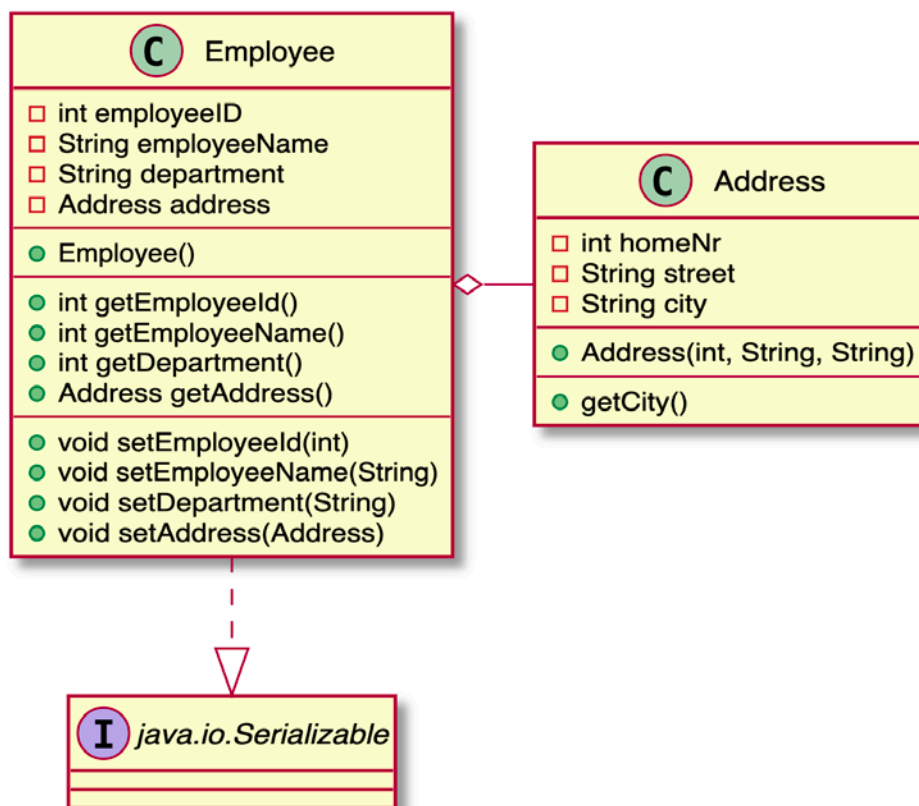 C Employee
int employeeID
String employeeName
String department
Address address
Employee()
int getEmployeeId()
int getEmployeeName()
int getDepartment()
Address getAddress()
void setEmployeeId(int)
void setEmployeeName(String)
void setDepartment(String)
void setAddress(Address)
C Address
int homeNr
String street
String city
Address(int, String, String)
getCity()
I java.io.Serializable